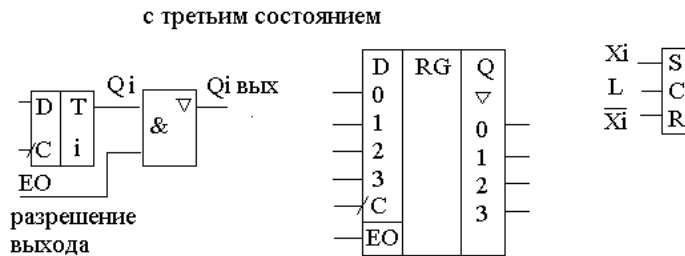 с третьим состоянием
D T
C i
Qi
&
▽
Qi вых
EO
разрешение
выхода
D RG Q
▽
0
1
2
3
C
EO
0
1
2
3
Xi S
L C
Xi R